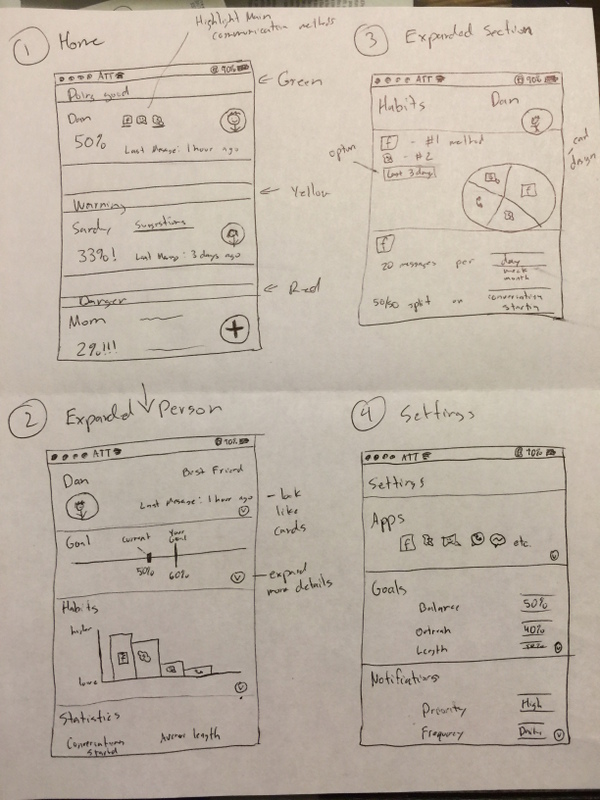 1 Home
Highlight Main
communication methods
ATT 90%
← Green
Doing good
Dan
50%
Last Message: 1 hour ago
← Yellow
Warning
Sandy Suggestions
33%!
Last Message: 3 days ago
← Red
Danger
Mom
2%!!!
3 Expanded Section
ATT 90%
Habits Dan
f - #1 method
- #2
option
Last 3 days
card
design
f
f
20 messages per day
week
month
50/50 split on conversation
starting
2 Expanded Person
ATT 90%
Dan Best Friend
Last Message: 1 hour ago
- look
like
cards
Goal current Your
Goal
50% 60%
- expand
more details
Habits
higher
f
lower
Statistics
Conversations
started
Average length
4 Settings
ATT 90%
Settings
Apps
f etc.
Goals
Balance 50%
Outreach 40%
Length
Notifications
Priority High
Frequency